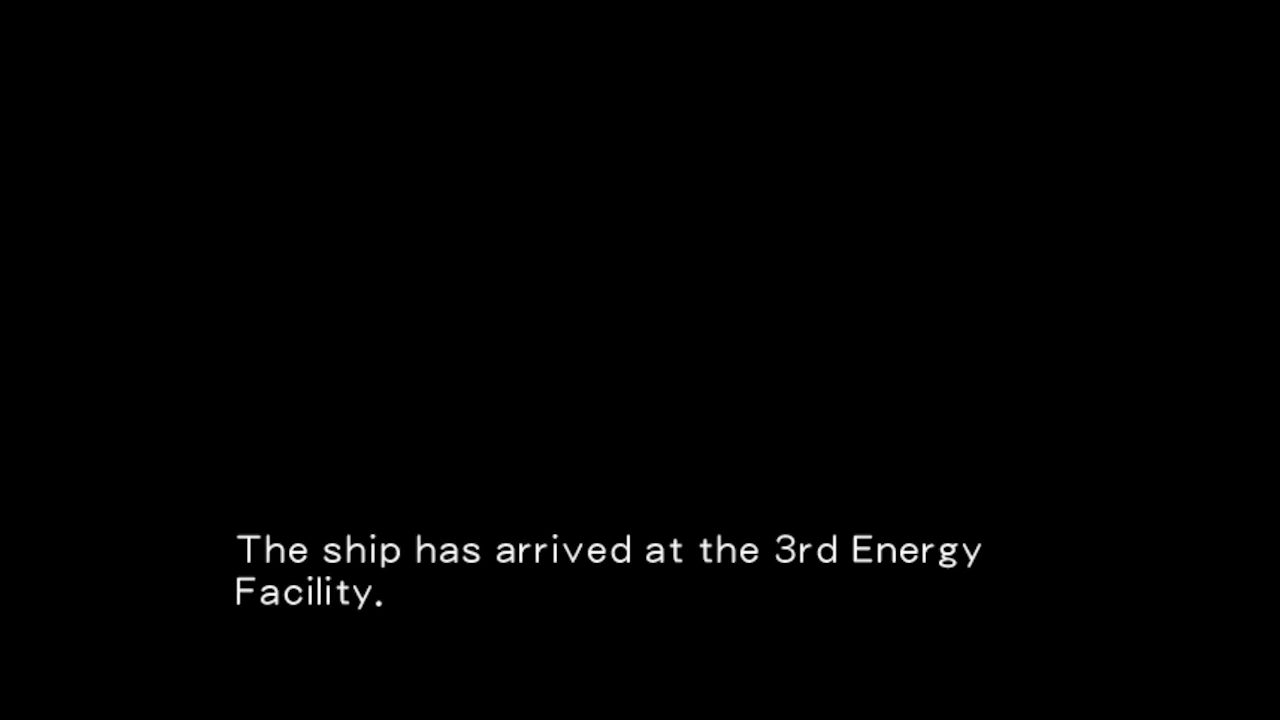 The ship has arrived at the 3rd Energy
Facility.